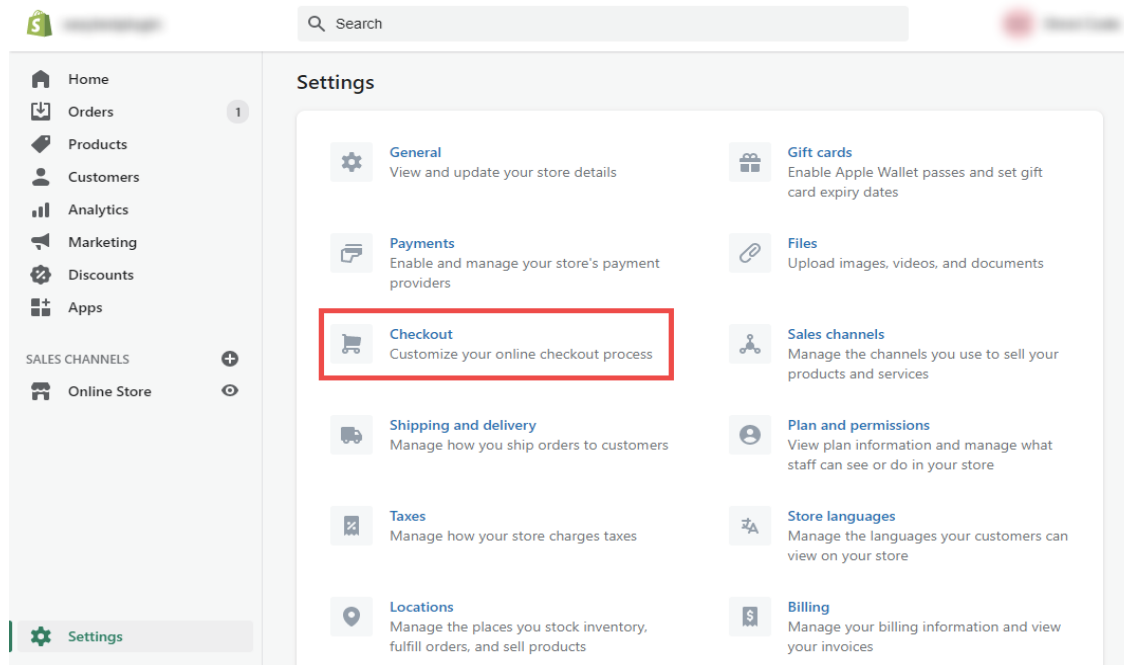 Search
Home
Orders 1
Products
Customers
Analytics
Marketing
Discounts
Apps
SALES CHANNELS
Online Store
Settings
Settings
General
View and update your store details
Payments
Enable and manage your store's payment
providers
Checkout
Customize your online checkout process
Shipping and delivery
Manage how you ship orders to customers
Taxes
Manage how your store charges taxes
Locations
Manage the places you stock inventory,
fulfill orders, and sell products
Gift cards
Enable Apple Wallet passes and set gift
card expiry dates
Files
Upload images, videos, and documents
Sales channels
Manage the channels you use to sell your
products and services
Plan and permissions
View plan information and manage what
staff can see or do in your store
Store languages
Manage the languages your customers can
view on your store
Billing
Manage your billing information and view
your invoices